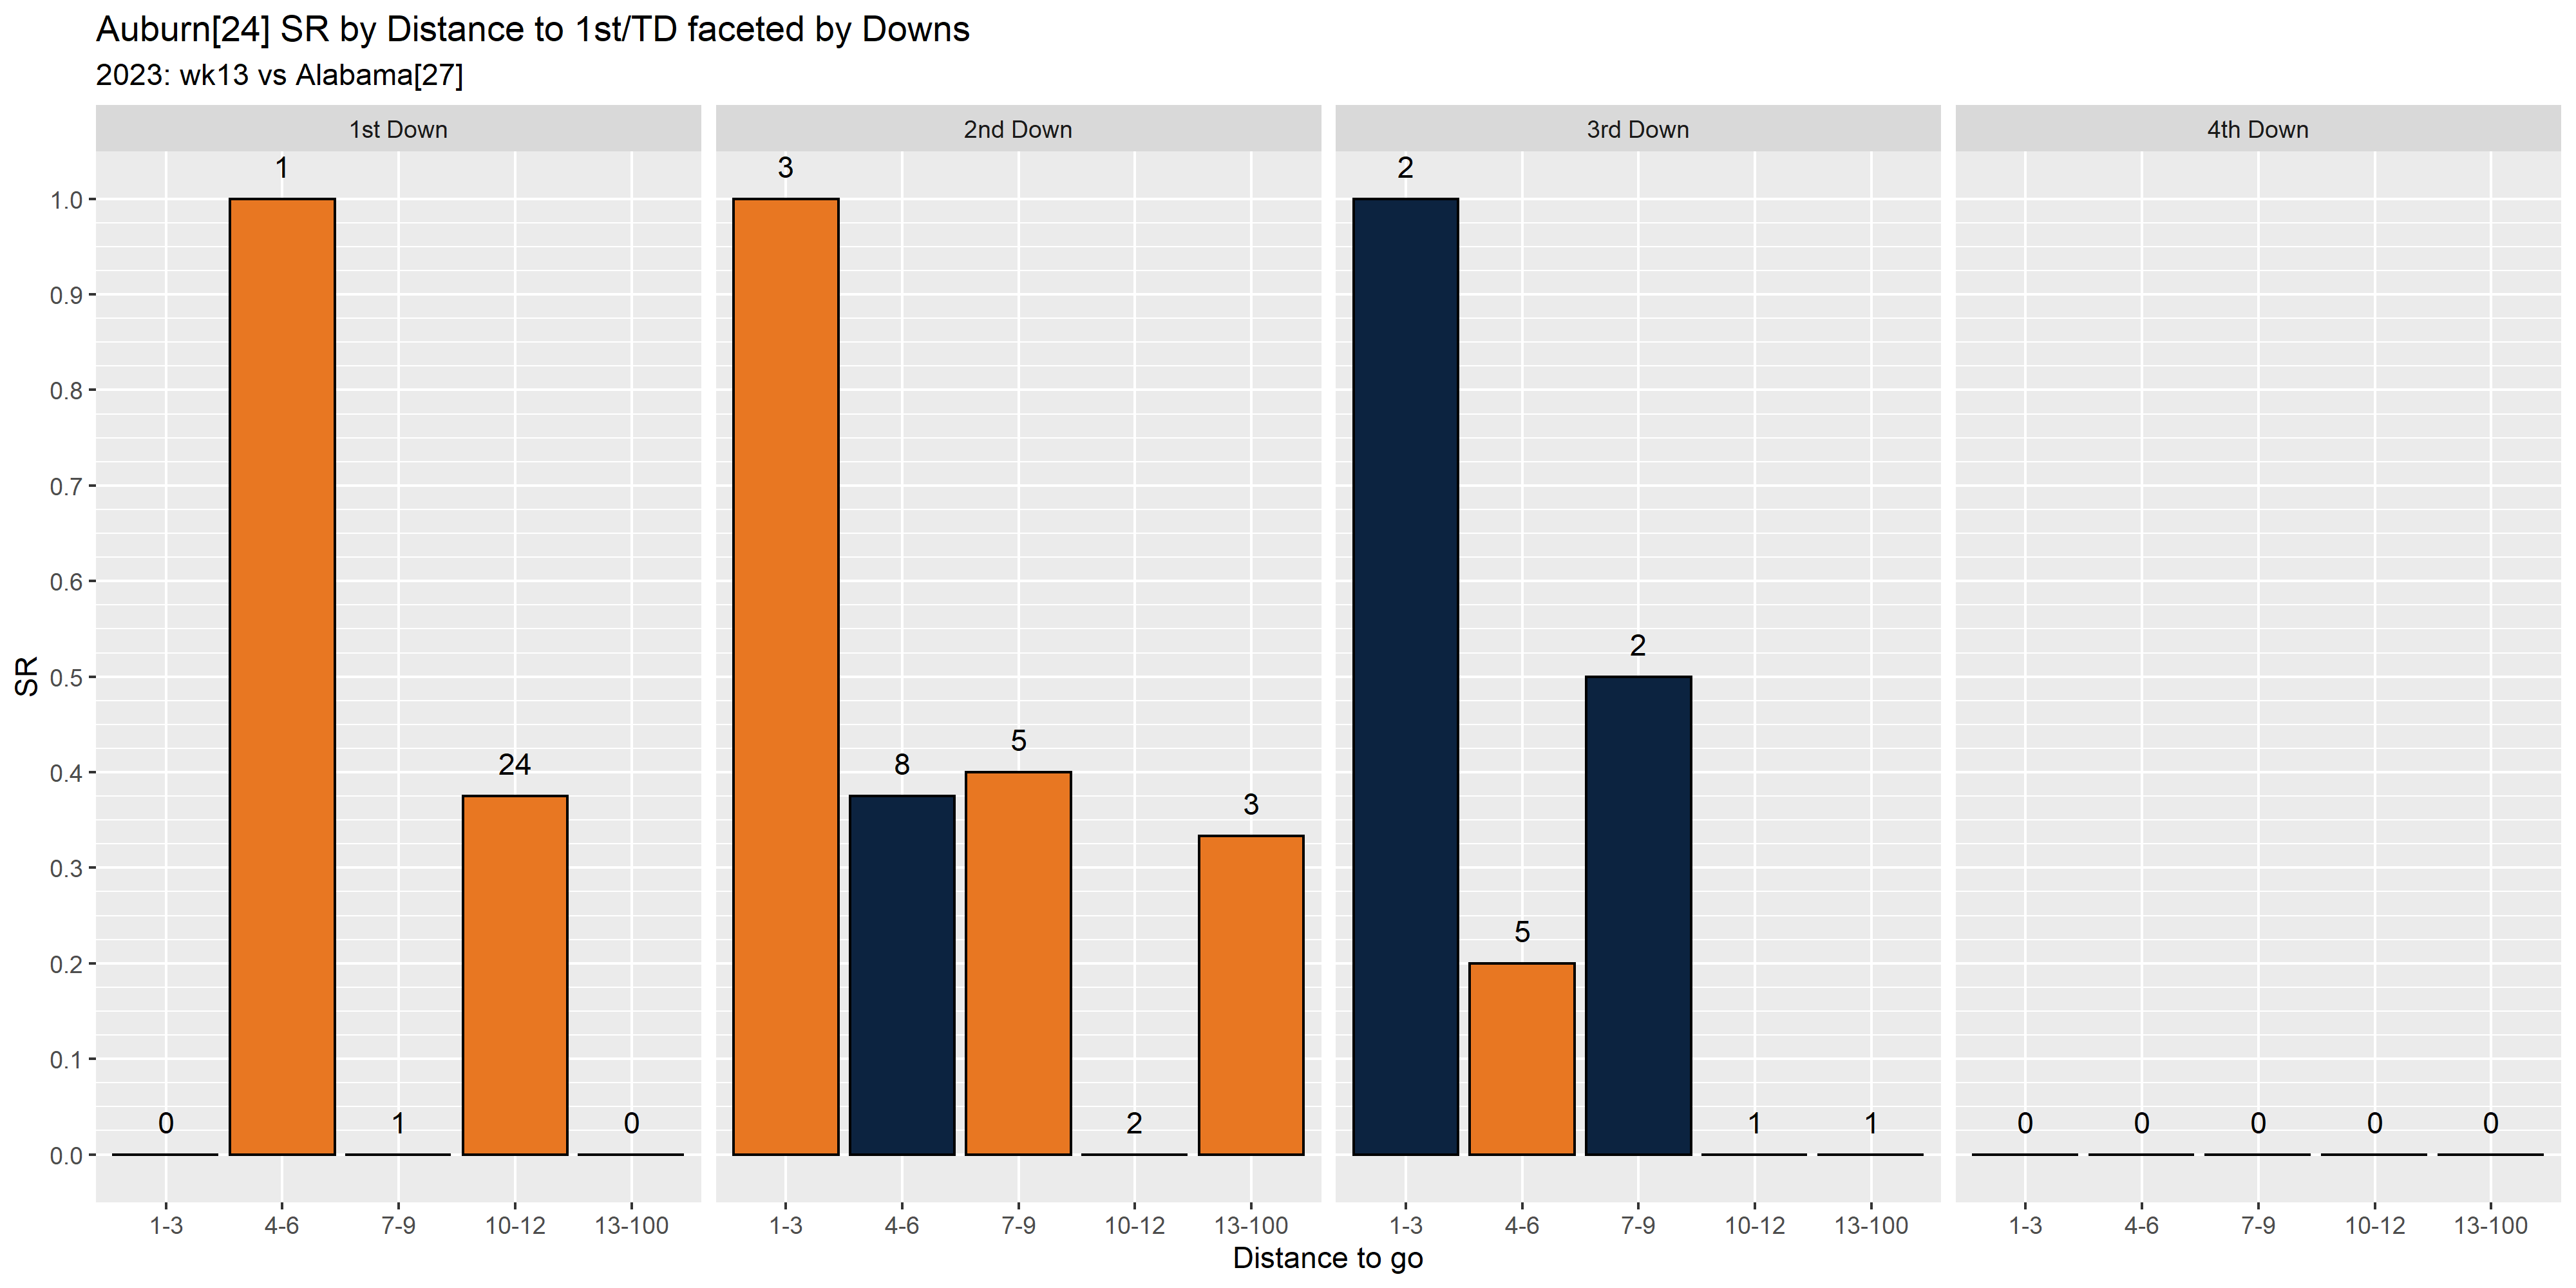 Auburn[24] SR by Distance to 1st/TD faceted by Downs
2023: wk13 vs Alabama[27]
1st Down 2nd Down 3rd Down 4th Down
1 3 2
1.0
0.9
0.8
0.7
0.6
2
0.5
SR
5
24 8
0.4
3
0.3
5
0.2
0.1
0 1 0 2 1 1 0 0 0 0 0
0.0
1-3 4-6 7-9 10-12 13-100 1-3 4-6 7-9 10-12 13-100 1-3 4-6 7-9 10-12 13-100 1-3 4-6 7-9 10-12 13-100
Distance to go